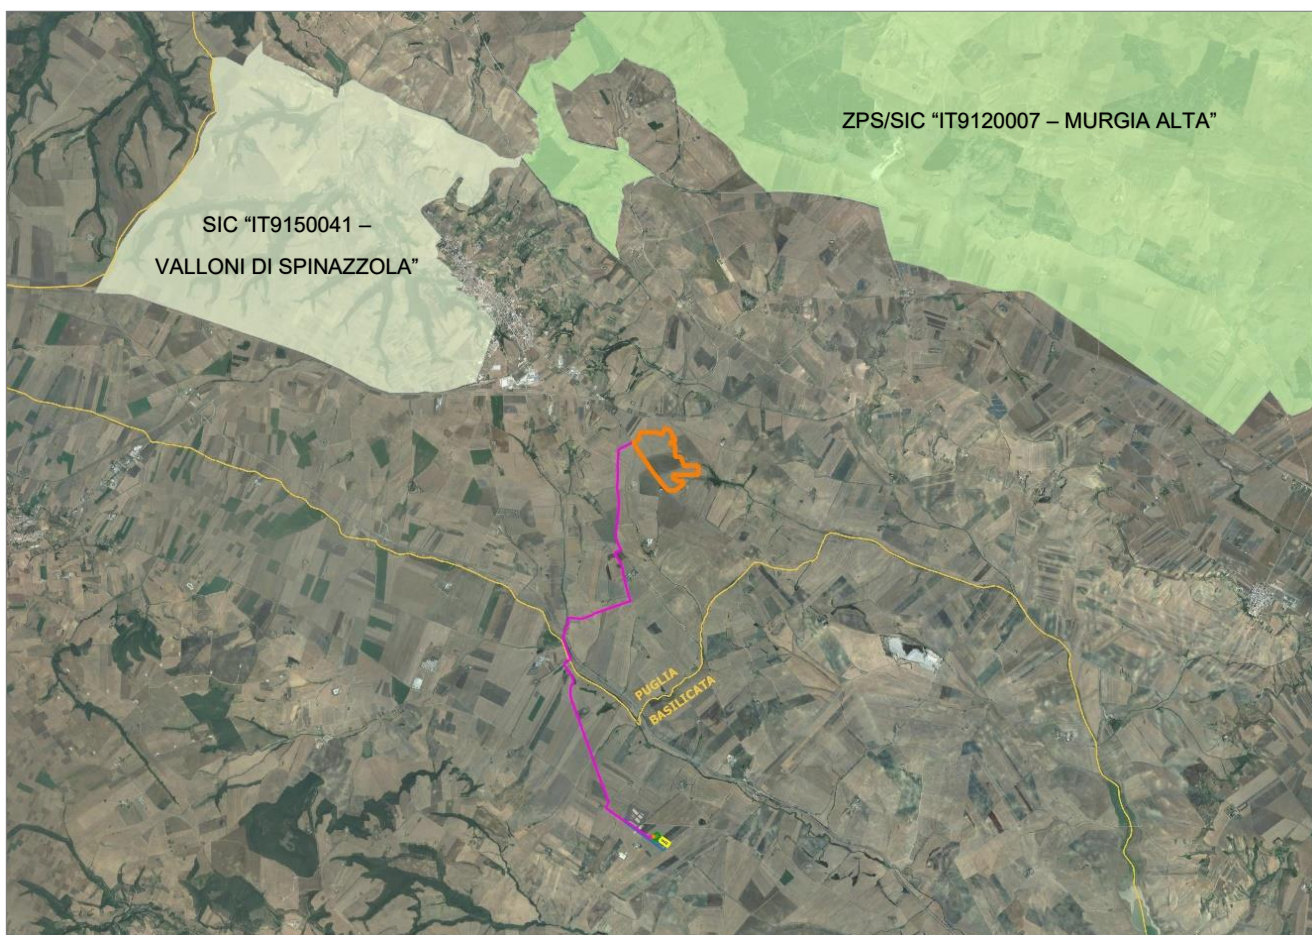 ZPS/SIC “IT9120007 – MURGIA ALTA”
SIC “IT9150041 –
VALLONI DI SPINAZZOLA”
PUGLIA
BASILICATA